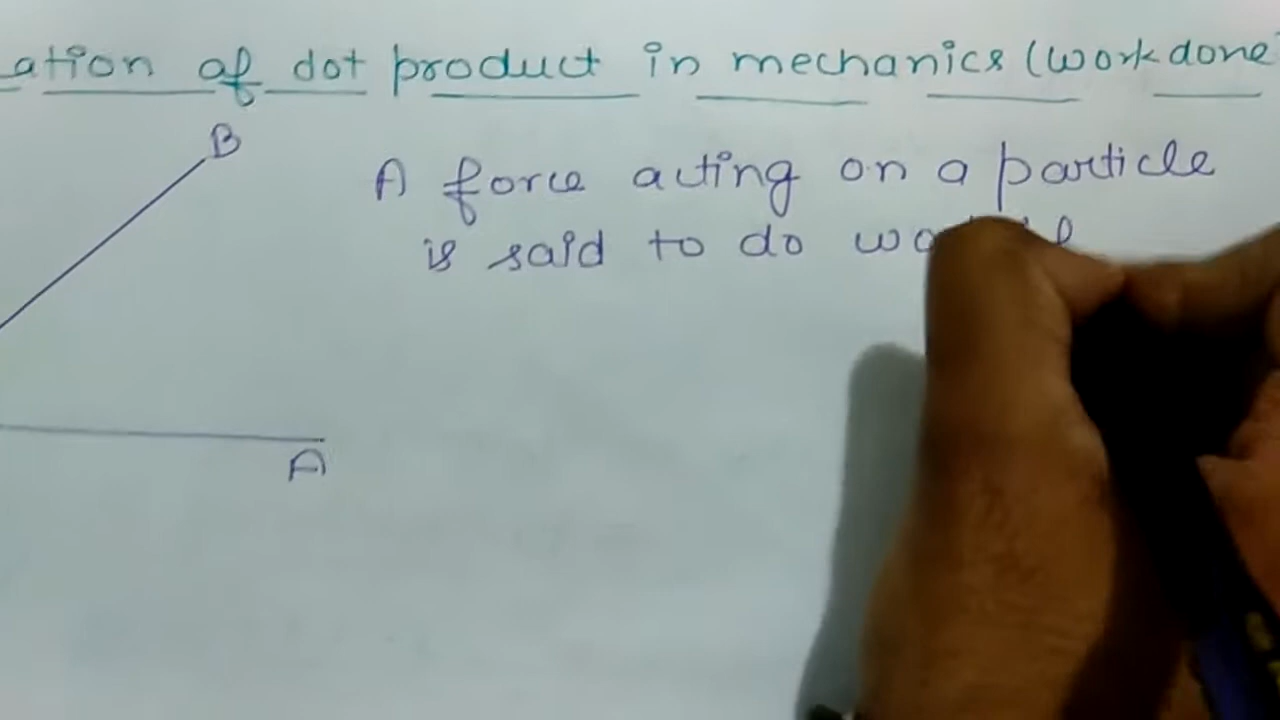 ation of dot product in mechanics (work done
B
A force acting on a particle
is said to do
A